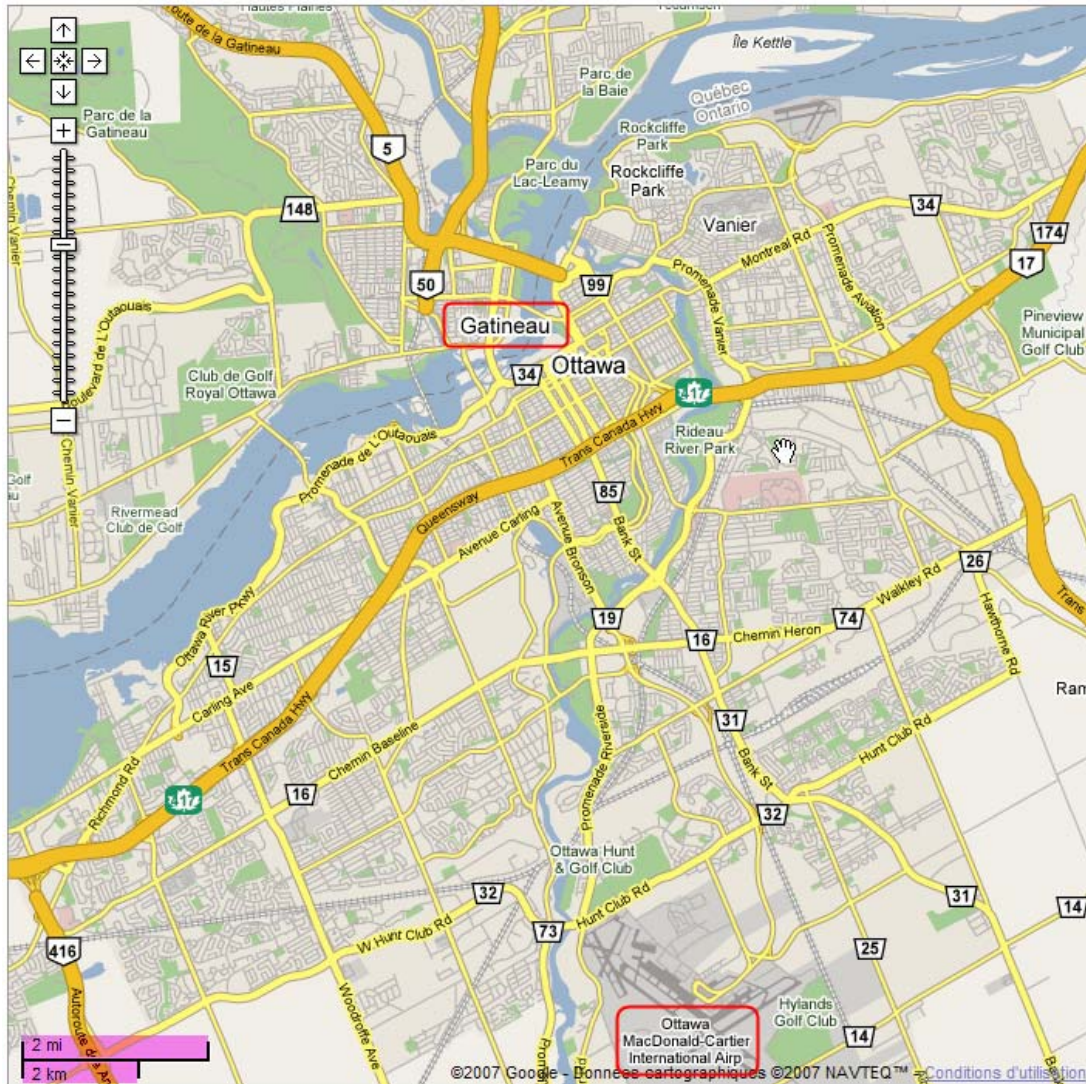 Hautes Plaines
Route de la Gatineau
Île Kettle
Parc de
la Baie
Québec
Ontario
Parc de la
Gatineau
5
Rockcliffe
Park
Parc du
Lac-Leamy
Rockcliffe
Park
Chemin Vanier
148
34
Vanier
174
Montreal Rd
17
50
99
Promenade Aviation
Promenade Vanier
Gatineau
Pineview
Municipal
Golf Club
Boulevard de L'Outaouais
Ottawa
Club de Golf
Royal Ottawa
34
17
Trans Canada Hwy
Rideau
River Park
Promenade de L'Outaouais
Chemin Vanier
Golf
85
Queensway
Rivermead
Club de Golf
Avenue Carling
Avenue Bronson
Bank St
26
Walkley Rd
Trans
Ottawa River Pkwy
Hawthorne Rd
19
74
Chemin Heron
16
15
Carling Ave
Ram
31
Trans Canada Hwy
Hunt Club Rd
Chemin Baseline
Promenade Riverside
Bank St
Richmond Rd
16
17
32
Ottawa Hunt
& Golf Club
32
31
Hunt Club Rd
14
73
W Hunt Club Rd
416
25
Woodroffe Ave
Hylands
Golf Club
Ottawa
MacDonald-Cartier
International Airp
14
2 mi
2 km
©2007 Google - Données cartographiques ©2007 NAVTEQ™ - Conditions d'utilisation